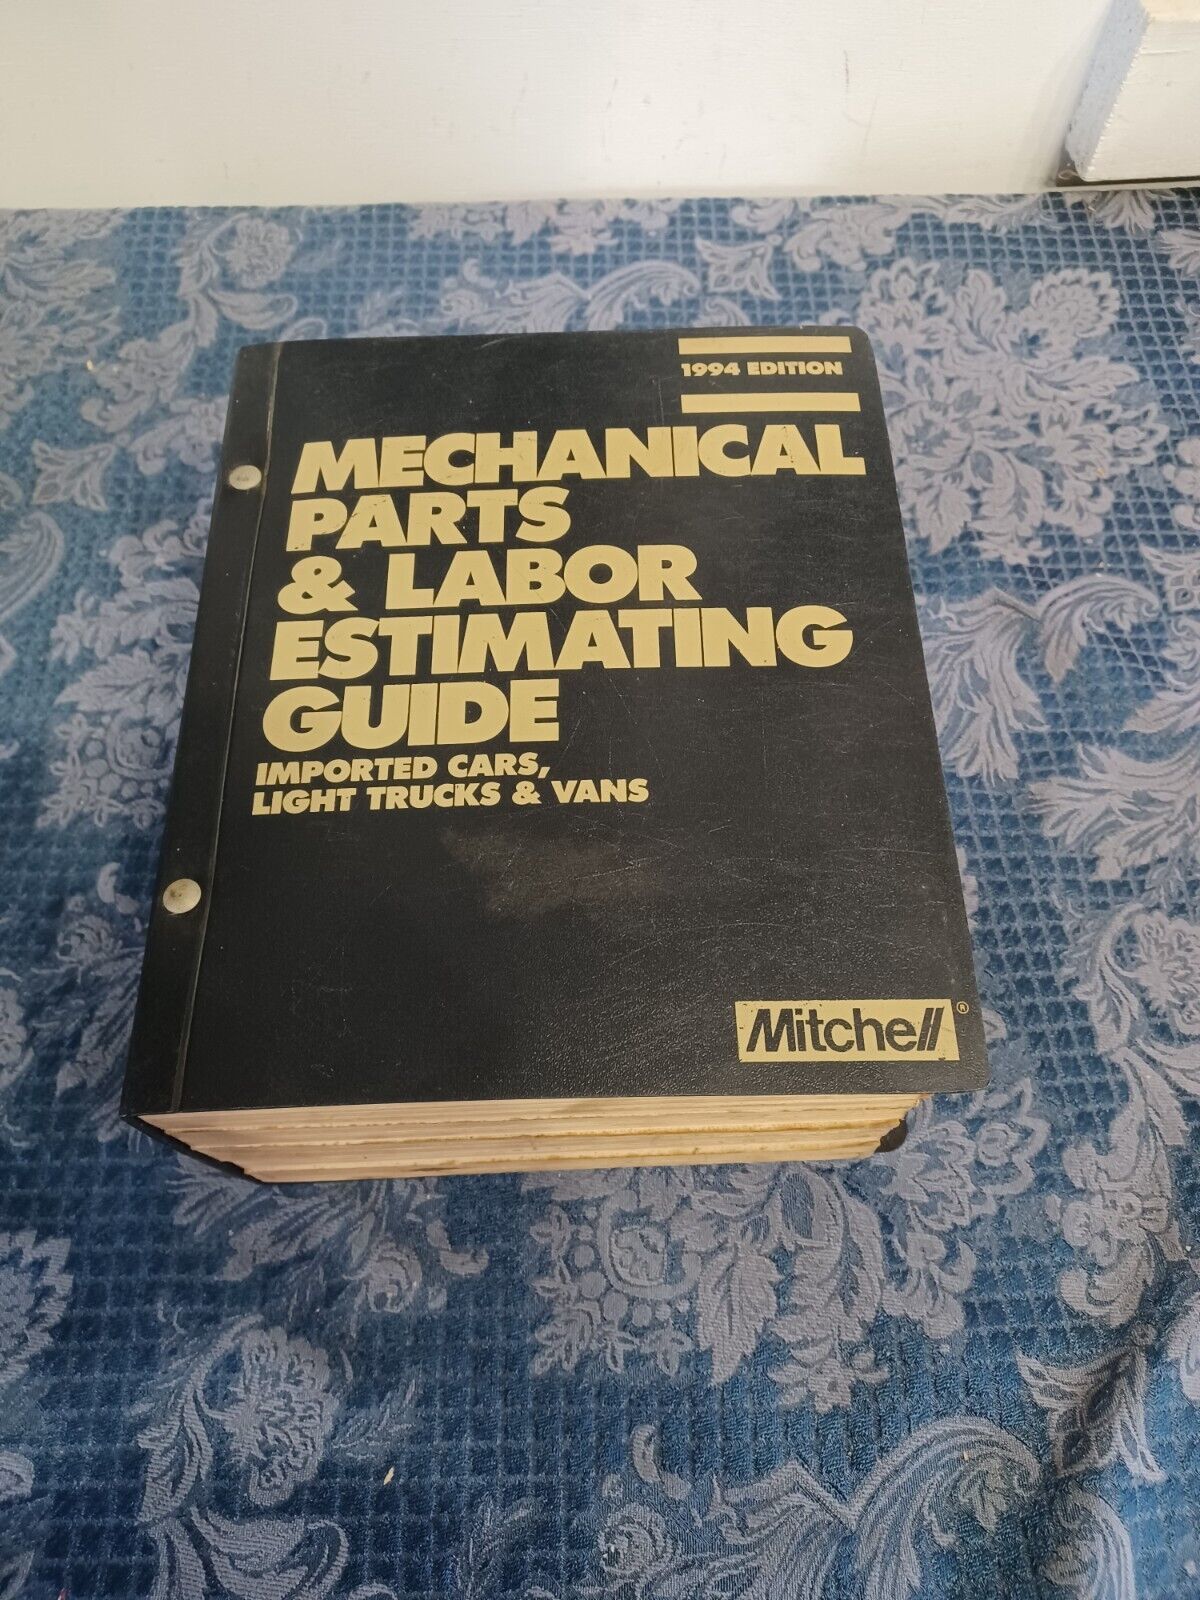 1994 EDITION
MECHANICAL
PARTS
& LABOR
ESTIMATING
GUIDE
IMPORTED CARS,
LIGHT TRUCKS & VANS
Mitchell®